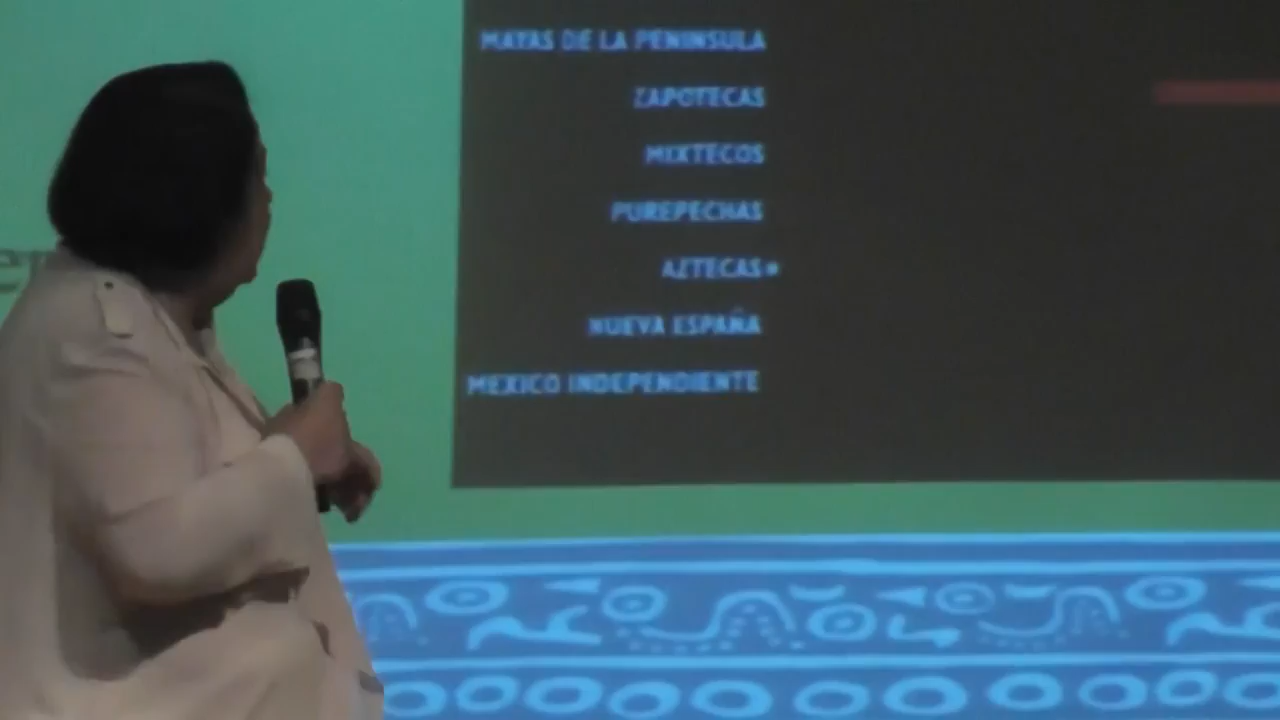 MAYAS DE LA PENINSULA
ZAPOTECAS
MIXTECOS
PUREPECHAS
AZTECAS
NUEVA ESPAÑA
MEXICO INDEPENDIENTE